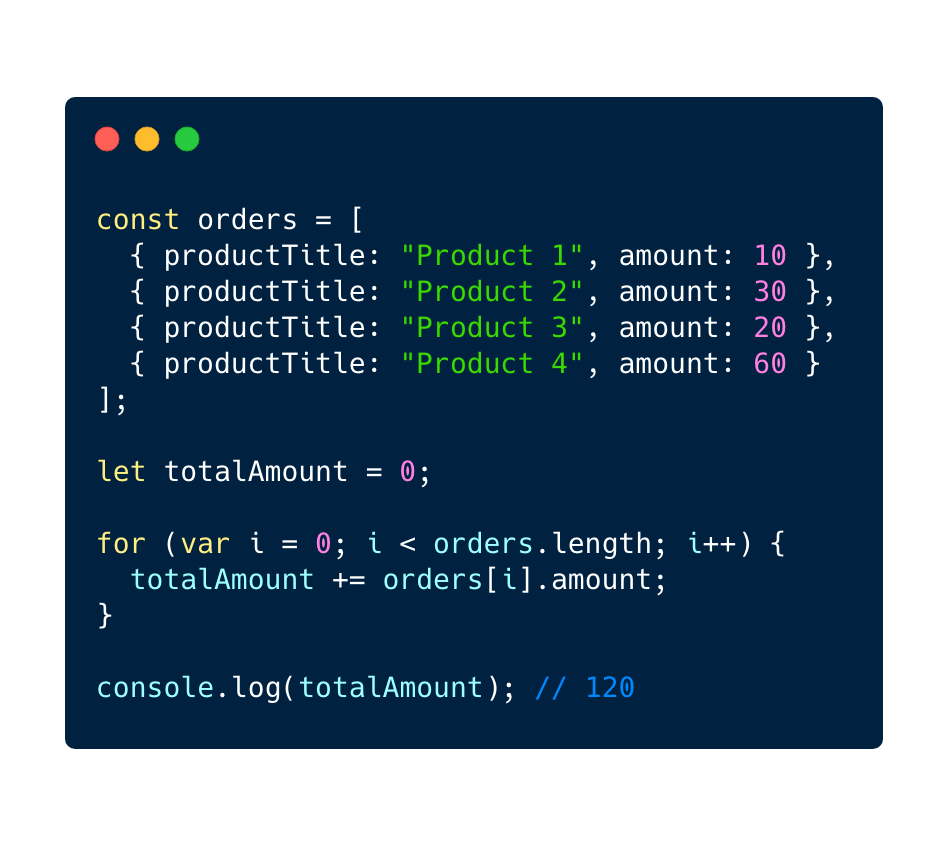 const orders = [
  { productTitle: "Product 1", amount: 10 },
  { productTitle: "Product 2", amount: 30 },
  { productTitle: "Product 3", amount: 20 },
  { productTitle: "Product 4", amount: 60 }
];

let totalAmount = 0;

for (var i = 0; i < orders.length; i++) {
  totalAmount += orders[i].amount;
}

console.log(totalAmount); // 120